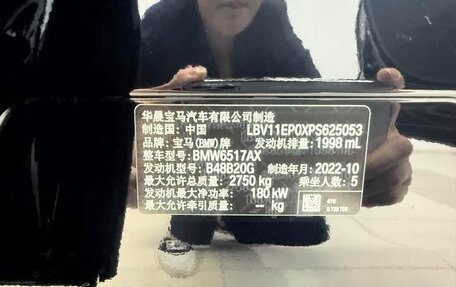 华晨宝马汽车有限公司制造
制造国: 中国 LBV11EP0XPS625053
品牌: 宝马(BMW)牌 发动机排量: 1998 mL
整车型号: BMW6517AX
发动机型号: B48B20G 制造年月: 2022-10
最大允许总质量: 2750 kg 乘坐人数: 5
发动机最大净功率: 180 kW
最大允许牵引质量: – kg
416